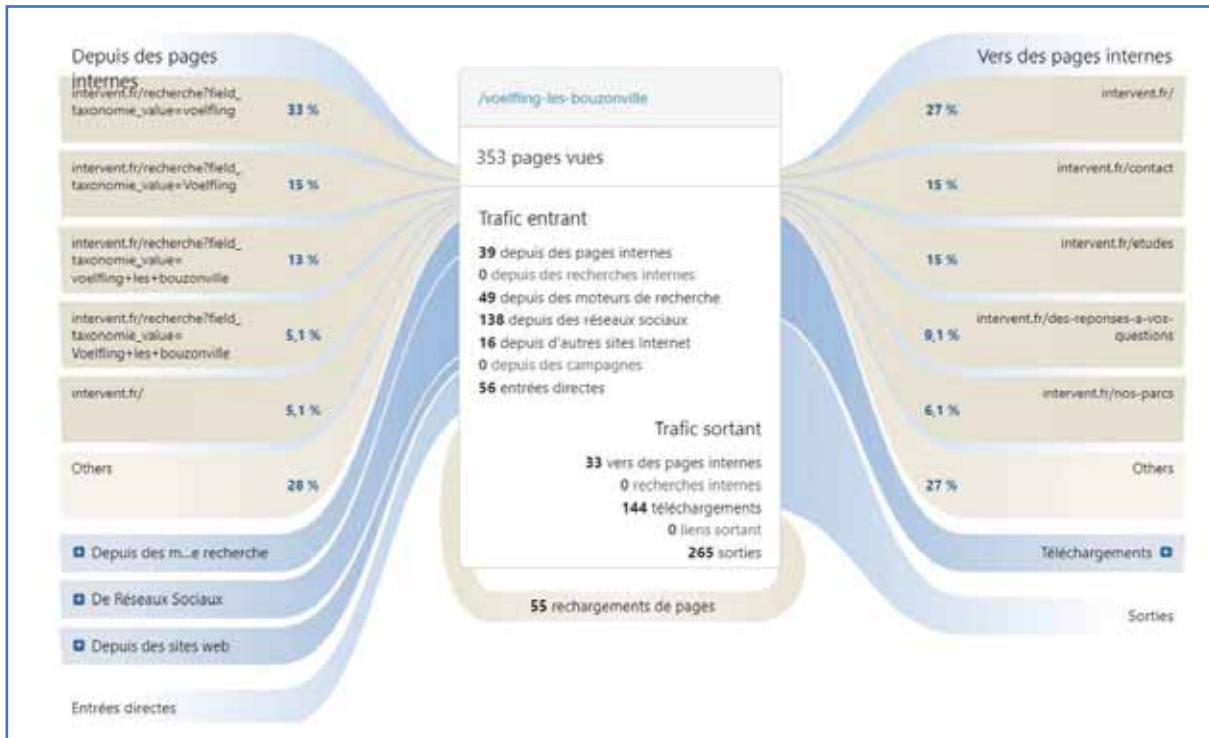 Depuis des pages
internes
intervent.fr/recherche?field_
taxonomie_value=voelfling
33 %
intervent.fr/recherche?field_
taxonomie_value=Voelfling
15 %
intervent.fr/recherche?field_
taxonomie_value=
voelfling+les+bouzonville
13 %
intervent.fr/recherche?field_
taxonomie_value=
Voelfling+les+bouzonville
5,1 %
intervent.fr/
5,1 %
Others
28 %
Depuis des m...e recherche
De Réseaux Sociaux
Depuis des sites web
Entrées directes
/voelfling-les-bouzonville
353 pages vues
Trafic entrant
39 depuis des pages internes
0 depuis des recherches internes
49 depuis des moteurs de recherche
138 depuis des réseaux sociaux
16 depuis d'autres sites Internet
0 depuis des campagnes
56 entrées directes
Trafic sortant
33 vers des pages internes
0 recherches internes
144 téléchargements
0 liens sortant
265 sorties
55 rechargements de pages
Vers des pages internes
intervent.fr/
27 %
intervent.fr/contact
15 %
intervent.fr/etudes
15 %
intervent.fr/des-reponses-a-vos-
questions
9,1 %
intervent.fr/nos-parcs
6,1 %
Others
27 %
Téléchargements
Sorties